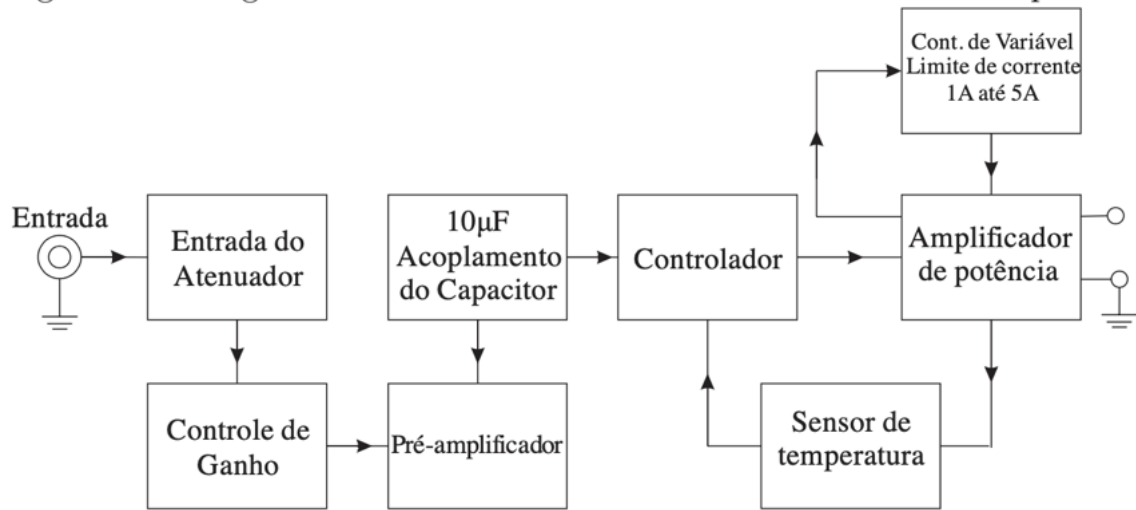 Cont. de Variável
Limite de corrente
1A até 5A
Entrada
Entrada do
Atenuador
10µF
Acoplamento
do Capacitor
Controlador
Amplificador
de potência
Controle de
Ganho
Pré-amplificador
Sensor de
temperatura